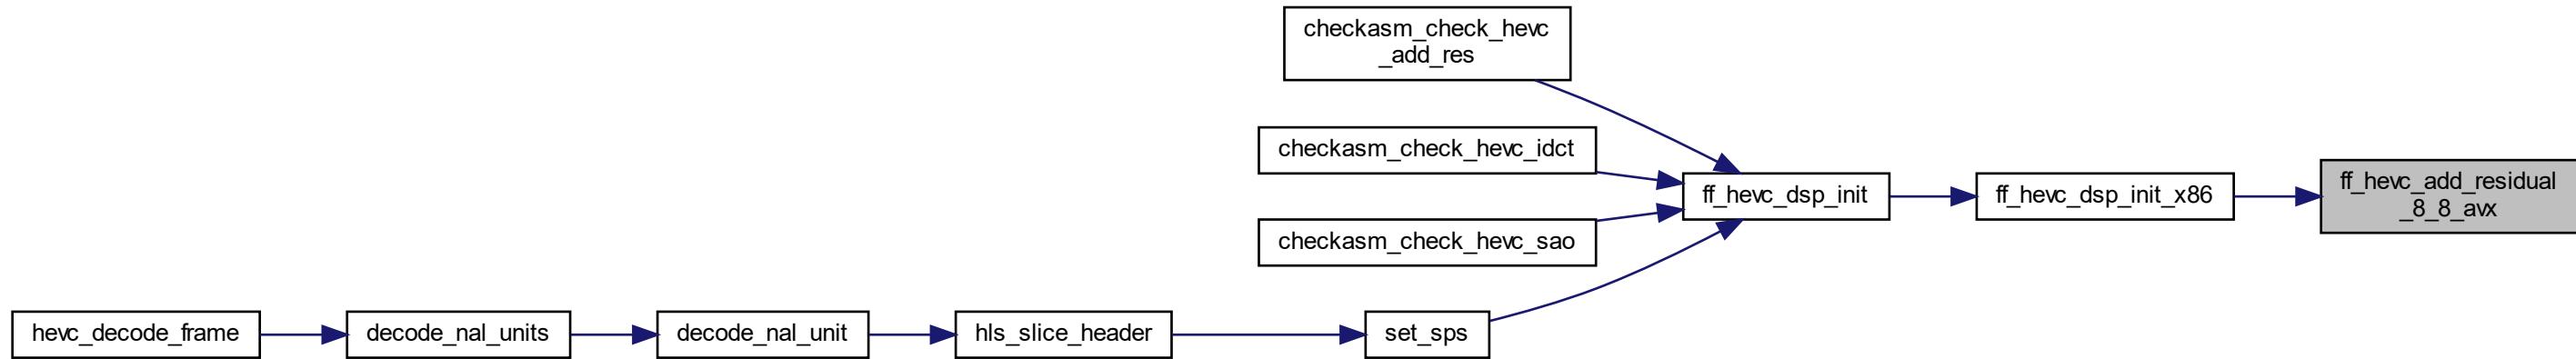 checkasm_check_hevc
_add_res
checkasm_check_hevc_idct
ff_hevc_dsp_init
ff_hevc_dsp_init_x86
ff_hevc_add_residual
_8_8_avx
checkasm_check_hevc_sao
hevc_decode_frame
decode_nal_units
decode_nal_unit
hls_slice_header
set_sps